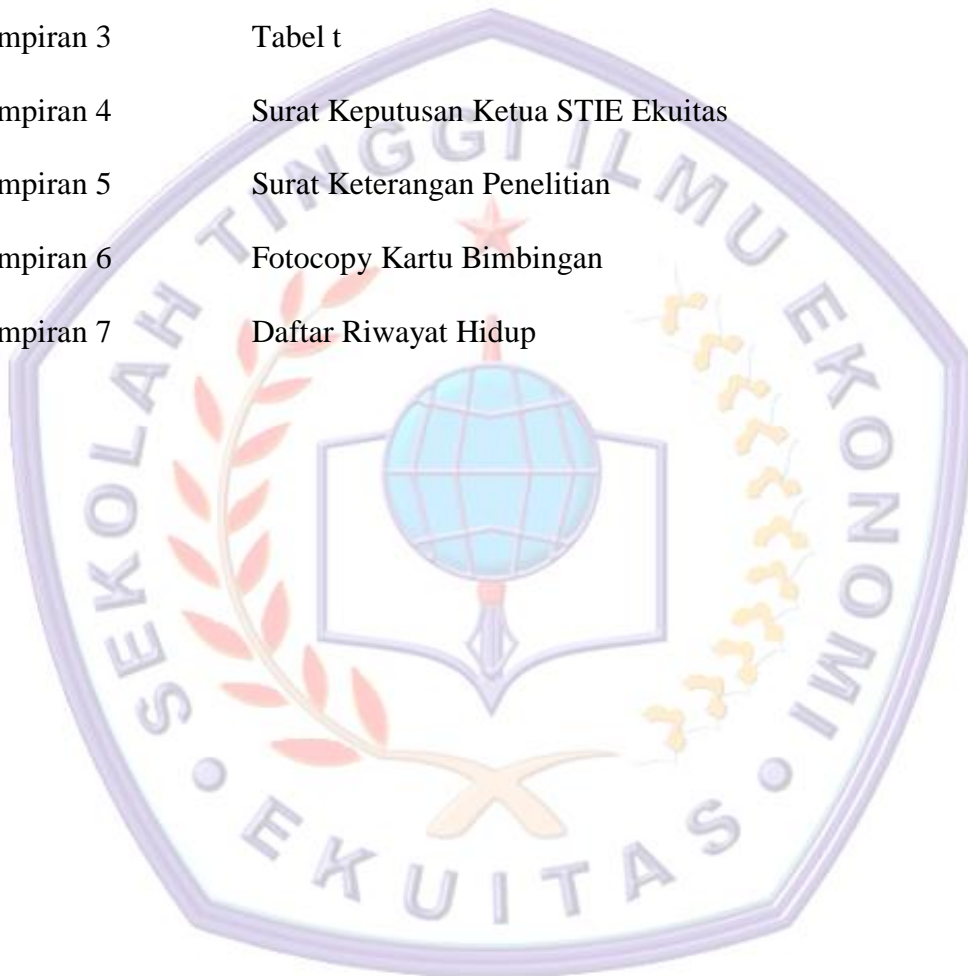 mpiran 3 Tabel t
mpiran 4 Surat Keputusan Ketua STIE Ekuitas
mpiran 5 Surat Keterangan Penelitian
mpiran 6 Fotocopy Kartu Bimbingan
mpiran 7 Daftar Riwayat Hidup
SEKOLAH TINGGI ILMU EKONOMI
• EKUITAS •